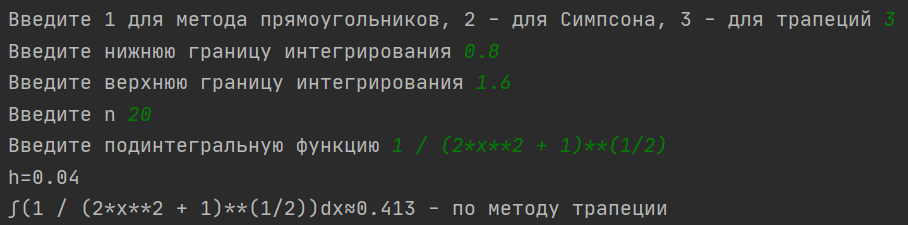 Введите 1 для метода прямоугольников, 2 - для Симпсона, 3 - для трапеций 3
Введите нижнюю границу интегрирования 0.8
Введите верхнюю границу интегрирования 1.6
Введите n 20
Введите подинтегральную функцию 1 / (2*x**2 + 1)**(1/2)
h=0.04
∫(1 / (2*x**2 + 1)**(1/2))dx≈0.413 - по методу трапеции